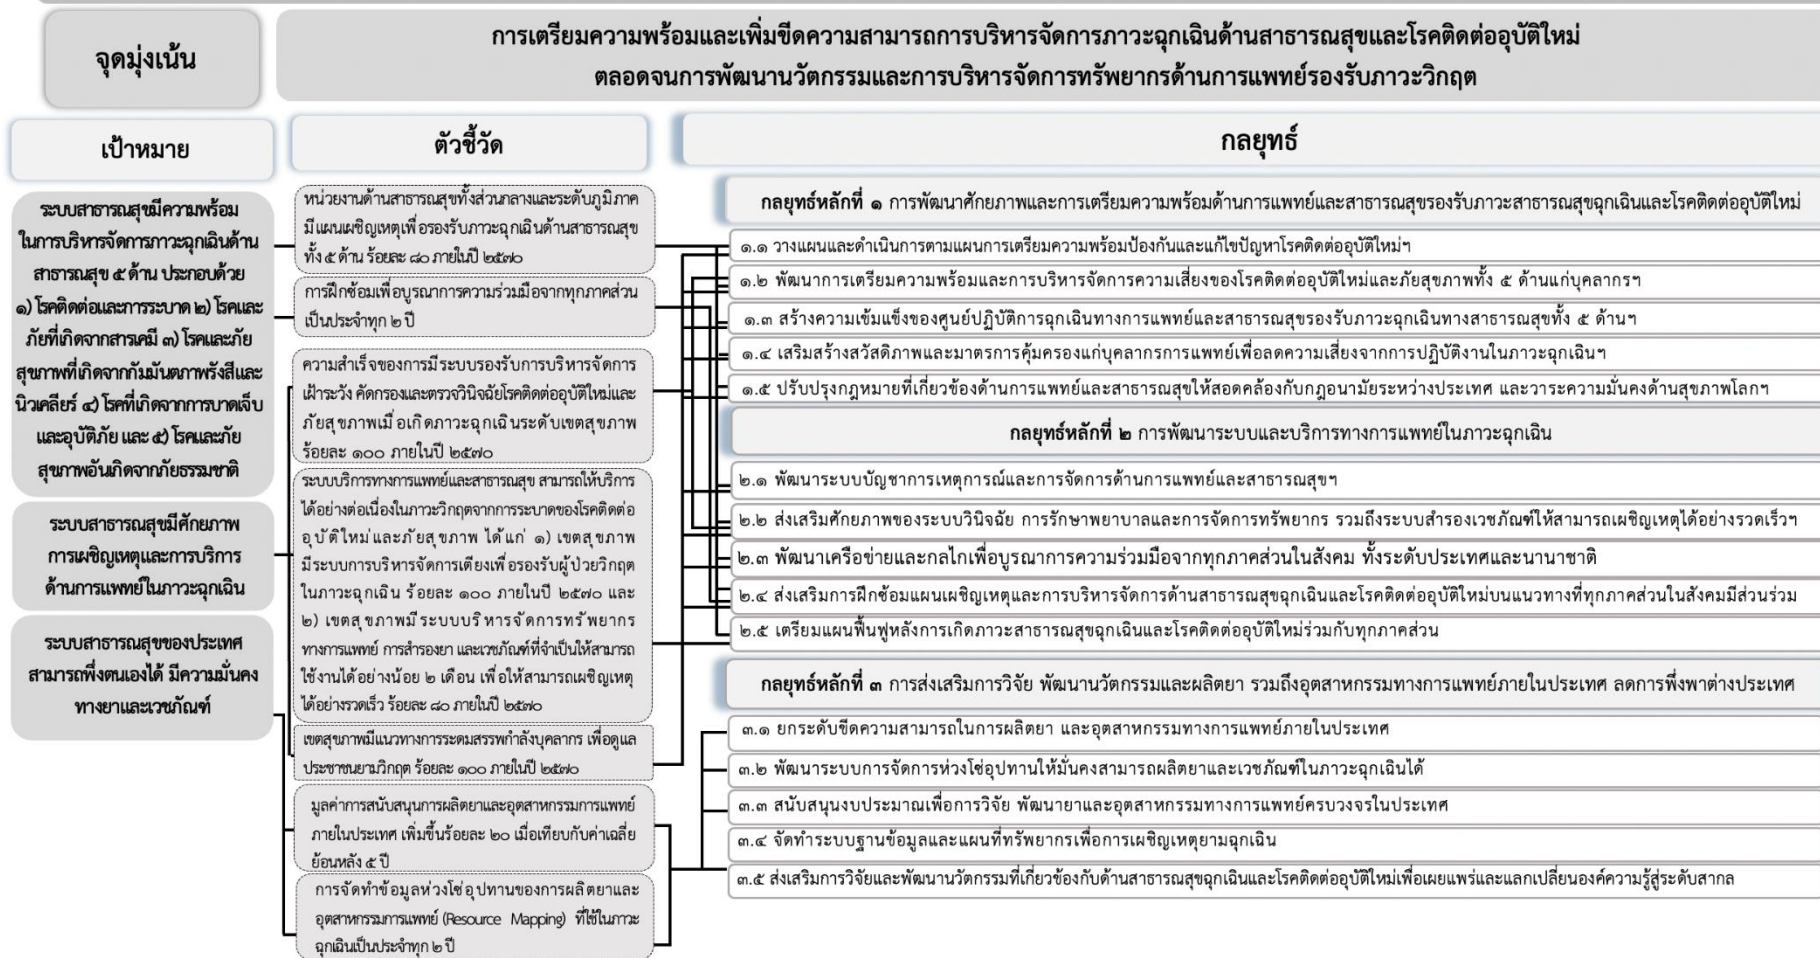 จุดมุ่งเน้น
การเตรียมความพร้อมและเพิ่มขีดความสามารถการบริหารจัดการภาวะฉุกเฉินด้านสาธารณสุขและโรคติดต่ออุบัติใหม่
ตลอดจนการพัฒนานวัตกรรมและการบริหารจัดการทรัพยากรด้านการแพทย์รองรับภาวะวิกฤต
เป้าหมาย
ระบบสาธารณสุขมีความพร้อม
ในการบริหารจัดการภาวะฉุกเฉินด้าน
สาธารณสุข ๕ ด้าน ประกอบด้วย
๑) โรคติดต่อและการระบาด ๒) โรคและ
ภัยที่เกิดจากสารเคมี ๓) โรคและภัย
สุขภาพที่เกิดจากกัมมันตภาพรังสีและ
นิวเคลียร์ ๔) โรคที่เกิดจากการบาดเจ็บ
และอุบัติภัย และ ๕) โรคและภัย
สุขภาพอันเกิดจากภัยธรรมชาติ
ระบบสาธารณสุขมีศักยภาพ
การเผชิญเหตุและการบริการ
ด้านการแพทย์ในภาวะฉุกเฉิน
ระบบสาธารณสุขของประเทศ
สามารถพึ่งตนเองได้ มีความมั่นคง
ทางยาและเวชภัณฑ์
ตัวชี้วัด
หน่วยงานด้านสาธารณสุขทั้งส่วนกลางและระดับภูมิภาค
มีแผนเผชิญเหตุเพื่อรองรับภาวะฉุกเฉินด้านสาธารณสุข
ทั้ง ๕ ด้าน ร้อยละ ๘๐ ภายในปี ๒๕๗๐
การฝึกซ้อมเพื่อบูรณาการความร่วมมือจากทุกภาคส่วน
เป็นประจำทุก ๒ ปี
ความสำเร็จของการมีระบบรองรับการบริหารจัดการ
เฝ้าระวัง คัดกรองและตรวจวินิจฉัยโรคติดต่ออุบัติใหม่และ
ภัยสุขภาพเมื่อเกิดภาวะฉุกเฉินระดับเขตสุขภาพ
ร้อยละ ๑๐๐ ภายในปี ๒๕๗๐
ระบบบริการทางการแพทย์และสาธารณสุข สามารถให้บริการ
ได้อย่างต่อเนื่องในภาวะวิกฤตจากการระบาดของโรคติดต่อ
อุบัติใหม่และภัยสุขภาพ ได้แก่ ๑) เขตสุขภาพ
มีระบบการบริหารจัดการเตียงเพื่อรองรับผู้ป่วยวิกฤต
ในภาวะฉุกเฉิน ร้อยละ ๑๐๐ ภายในปี ๒๕๗๐ และ
๒) เขตสุขภาพมีระบบบริหารจัดการทรัพยากร
ทางการแพทย์ การสำรองยา และเวชภัณฑ์ที่จำเป็นให้สามารถ
ใช้งานได้อย่างน้อย ๒ เดือน เพื่อให้สามารถเผชิญเหตุ
ได้อย่างรวดเร็ว ร้อยละ ๘๐ ภายในปี ๒๕๗๐
เขตสุขภาพมีแนวทางการระดมสรรพกำลังบุคลากร เพื่อดูแล
ประชาชนยามวิกฤต ร้อยละ ๑๐๐ ภายในปี ๒๕๗๐
มูลค่าการสนับสนุนการผลิตยาและอุตสาหกรรมการแพทย์
ภายในประเทศ เพิ่มขึ้นร้อยละ ๒๐ เมื่อเทียบกับค่าเฉลี่ย
ย้อนหลัง ๕ ปี
การจัดทำข้อมูลห่วงโซ่อุปทานของการผลิตยาและ
อุตสาหกรรมการแพทย์ (Resource Mapping) ที่ใช้ในภาวะ
ฉุกเฉินเป็นประจำทุก ๒ ปี
กลยุทธ์
กลยุทธ์หลักที่ ๑ การพัฒนาศักยภาพและการเตรียมความพร้อมด้านการแพทย์และสาธารณสุขรองรับภาวะสาธารณสุขฉุกเฉินและโรคติดต่ออุบัติใหม่
๑.๑ วางแผนและดำเนินการตามแผนการเตรียมความพร้อมป้องกันและแก้ไขปัญหาโรคติดต่ออุบัติใหม่ฯ
๑.๒ พัฒนาการเตรียมความพร้อมและการบริหารจัดการความเสี่ยงของโรคติดต่ออุบัติใหม่และภัยสุขภาพทั้ง ๕ ด้านแก่บุคลากรฯ
๑.๓ สร้างความเข้มแข็งของศูนย์ปฏิบัติการฉุกเฉินทางการแพทย์และสาธารณสุขรองรับภาวะฉุกเฉินทางสาธารณสุขทั้ง ๕ ด้านฯ
๑.๔ เสริมสร้างสวัสดิภาพและมาตรการคุ้มครองแก่บุคลากรการแพทย์เพื่อลดความเสี่ยงจากการปฏิบัติงานในภาวะฉุกเฉินฯ
๑.๕ ปรับปรุงกฎหมายที่เกี่ยวข้องด้านการแพทย์และสาธารณสุขให้สอดคล้องกับกฎอนามัยระหว่างประเทศ และวาระความมั่นคงด้านสุขภาพโลกฯ
กลยุทธ์หลักที่ ๒ การพัฒนาระบบและบริการทางการแพทย์ในภาวะฉุกเฉิน
๒.๑ พัฒนาระบบบัญชาการเหตุการณ์และการจัดการด้านการแพทย์และสาธารณสุขฯ
๒.๒ ส่งเสริมศักยภาพของระบบวินิจฉัย การรักษาพยาบาลและการจัดการทรัพยากร รวมถึงระบบสำรองเวชภัณฑ์ให้สามารถเผชิญเหตุได้อย่างรวดเร็วฯ
๒.๓ พัฒนาเครือข่ายและกลไกเพื่อบูรณาการความร่วมมือจากทุกภาคส่วนในสังคม ทั้งระดับประเทศและนานาชาติ
๒.๔ ส่งเสริมการฝึกซ้อมแผนเผชิญเหตุและการบริหารจัดการด้านสาธารณสุขฉุกเฉินและโรคติดต่ออุบัติใหม่บนแนวทางที่ทุกภาคส่วนในสังคมมีส่วนร่วม
๒.๕ เตรียมแผนฟื้นฟูหลังการเกิดภาวะสาธารณสุขฉุกเฉินและโรคติดต่ออุบัติใหม่ร่วมกับทุกภาคส่วน
กลยุทธ์หลักที่ ๓ การส่งเสริมการวิจัย พัฒนานวัตกรรมและผลิตยา รวมถึงอุตสาหกรรมทางการแพทย์ภายในประเทศ ลดการพึ่งพาต่างประเทศ
๓.๑ ยกระดับขีดความสามารถในการผลิตยา และอุตสาหกรรมทางการแพทย์ภายในประเทศ
๓.๒ พัฒนาระบบการจัดการห่วงโซ่อุปทานให้มั่นคงสามารถผลิตยาและเวชภัณฑ์ในภาวะฉุกเฉินได้
๓.๓ สนับสนุนงบประมาณเพื่อการวิจัย พัฒนายาและอุตสาหกรรมทางการแพทย์ครบวงจรในประเทศ
๓.๔ จัดทำระบบฐานข้อมูลและแผนที่ทรัพยากรเพื่อการเผชิญเหตุยามฉุกเฉิน
๓.๕ ส่งเสริมการวิจัยและพัฒนานวัตกรรมที่เกี่ยวข้องกับด้านสาธารณสุขฉุกเฉินและโรคติดต่ออุบัติใหม่เพื่อเผยแพร่และแลกเปลี่ยนองค์ความรู้สู่ระดับสากล